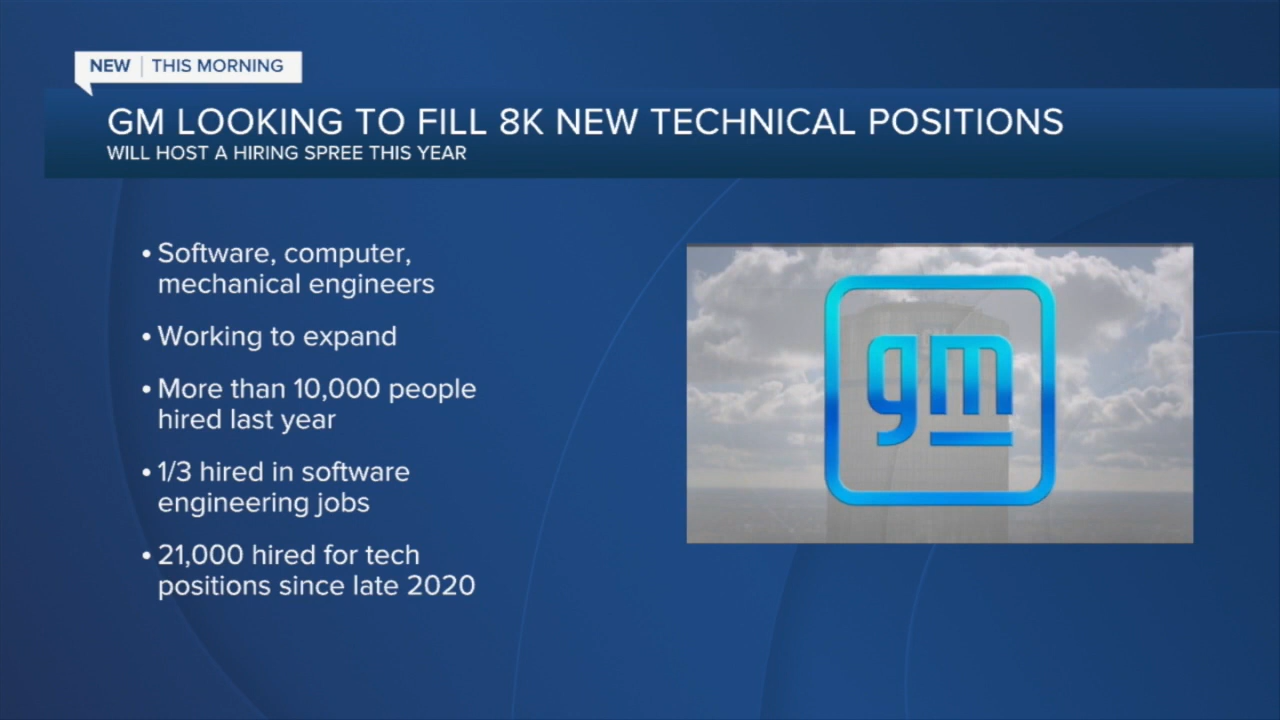 NEW | THIS MORNING
GM LOOKING TO FILL 8K NEW TECHNICAL POSITIONS
WILL HOST A HIRING SPREE THIS YEAR
• Software, computer,
mechanical engineers
• Working to expand
• More than 10,000 people
hired last year
• 1/3 hired in software
engineering jobs
• 21,000 hired for tech
positions since late 2020
gm